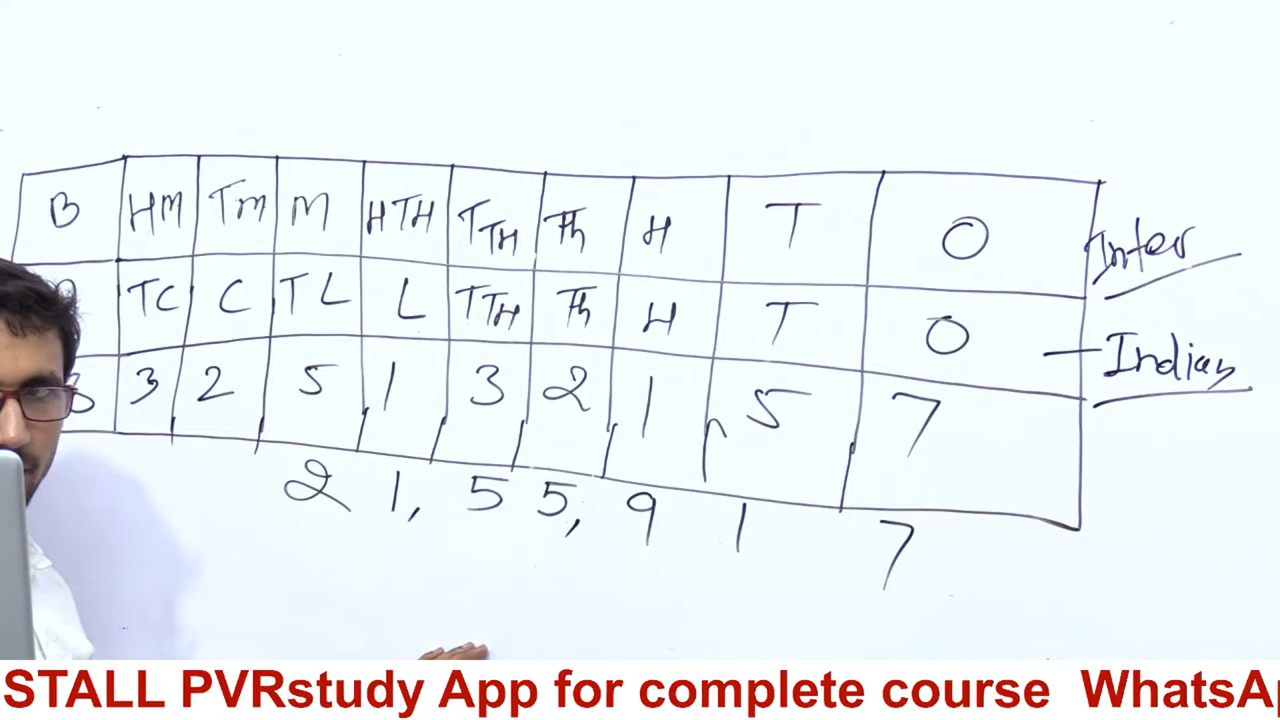 B HM TM M HTH TTH Th H T O Inter
TC C TL L TTH Th H T O — Indian
3 2 5 1 3 2 1 5 7
2 1, 5 5, 9 1 7
STALL PVRstudy App for complete course WhatsAp